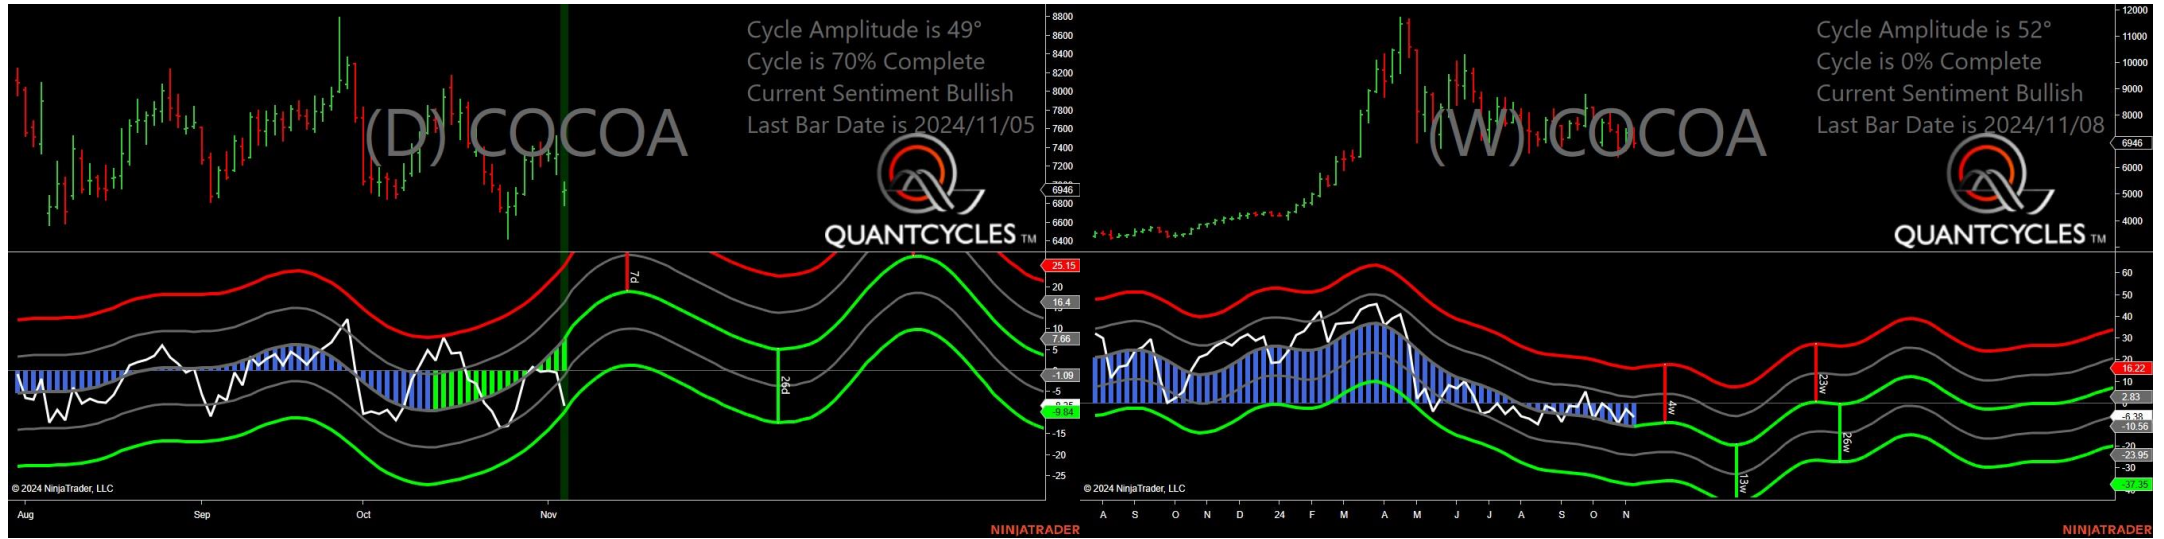 Cycle Amplitude is 49°
Cycle is 70% Complete
Current Sentiment Bullish
Last Bar Date is 2024/11/05
(D) COCOA
QUANTCYCLES TM
8800
8600
8400
8200
8000
7800
7600
7400
7200
6946
6800
6600
6400
7d
26d
25.15
20
16.4
10
7.66
5
-1.09
-5
-9.84
-15
-20
-25
© 2024 NinjaTrader, LLC
Aug Sep Oct Nov
NINJATRADER
Cycle Amplitude is 52°
Cycle is 0% Complete
Current Sentiment Bullish
Last Bar Date is 2024/11/08
(W) COCOA
QUANTCYCLES TM
12000
11000
10000
9000
8000
6946
6000
5000
4000
4w
13w
23w
26w
60
50
40
30
20
16.22
10
2.83
-6.38
-10.56
-20
-23.95
-30
-37.35
© 2024 NinjaTrader, LLC
A S O N D 24 F M A M J J A S O N
NINJATRADER